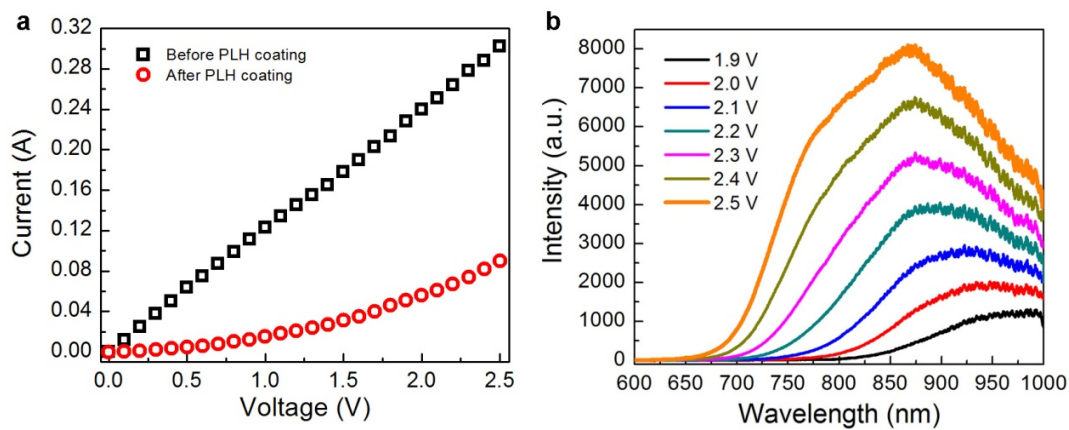 a
0.32
0.28
0.24
0.20
0.16
0.12
0.08
0.04
0.00
Current (A)
Before PLH coating
After PLH coating
0.0 0.5 1.0 1.5 2.0 2.5
Voltage (V)
b
8000
7000
6000
5000
4000
3000
2000
1000
0
Intensity (a.u.)
1.9 V
2.0 V
2.1 V
2.2 V
2.3 V
2.4 V
2.5 V
600 650 700 750 800 850 900 950 1000
Wavelength (nm)